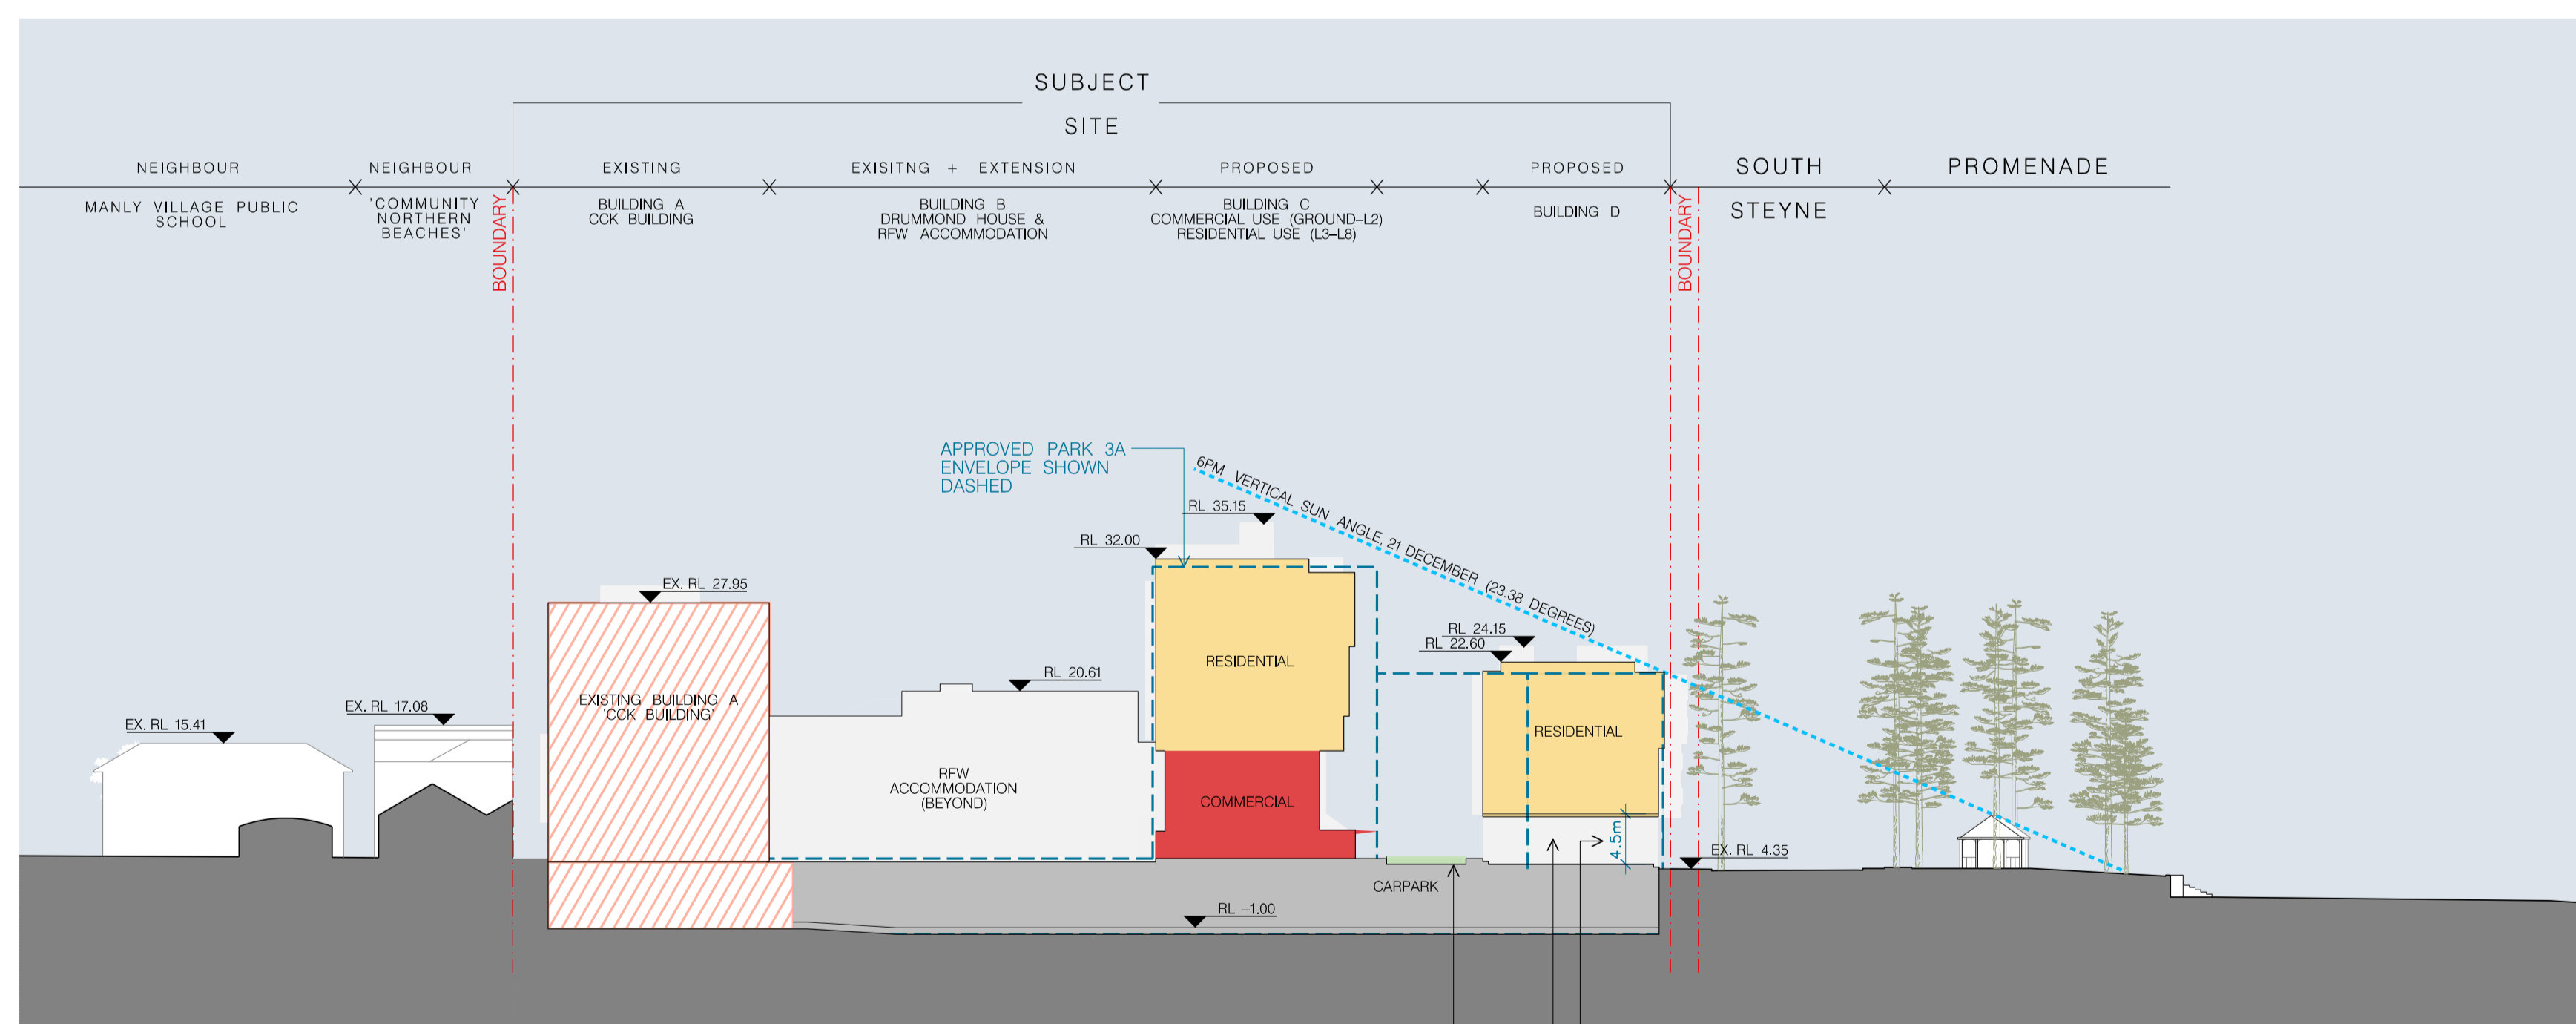 SUBJECT
SITE
NEIGHBOUR
NEIGHBOUR
EXISTING
EXISITNG + EXTENSION
PROPOSED
PROPOSED
SOUTH
PROMENADE
MANLY VILLAGE PUBLIC
SCHOOL
'COMMUNITY
NORTHERN
BEACHES'
BUILDING A
CCK BUILDING
BUILDING B
DRUMMOND HOUSE &
RFW ACCOMMODATION
BUILDING C
COMMERCIAL USE (GROUND–L2)
RESIDENTIAL USE (L3–L8)
BUILDING D
STEYNE
BOUNDARY
BOUNDARY
APPROVED PARK 3A
ENVELOPE SHOWN
DASHED
6PM VERTICAL SUN ANGLE, 21 DECEMBER (23.38 DEGREES)
RL 35.15
RL 32.00
EX. RL 27.95
RL 24.15
RL 22.60
RL 20.61
EX. RL 17.08
EX. RL 15.41
EXISTING BUILDING A
'CCK BUILDING'
RESIDENTIAL
RESIDENTIAL
RFW
ACCOMMODATION
(BEYOND)
COMMERCIAL
4.5m
EX. RL 4.35
CARPARK
RL –1.00